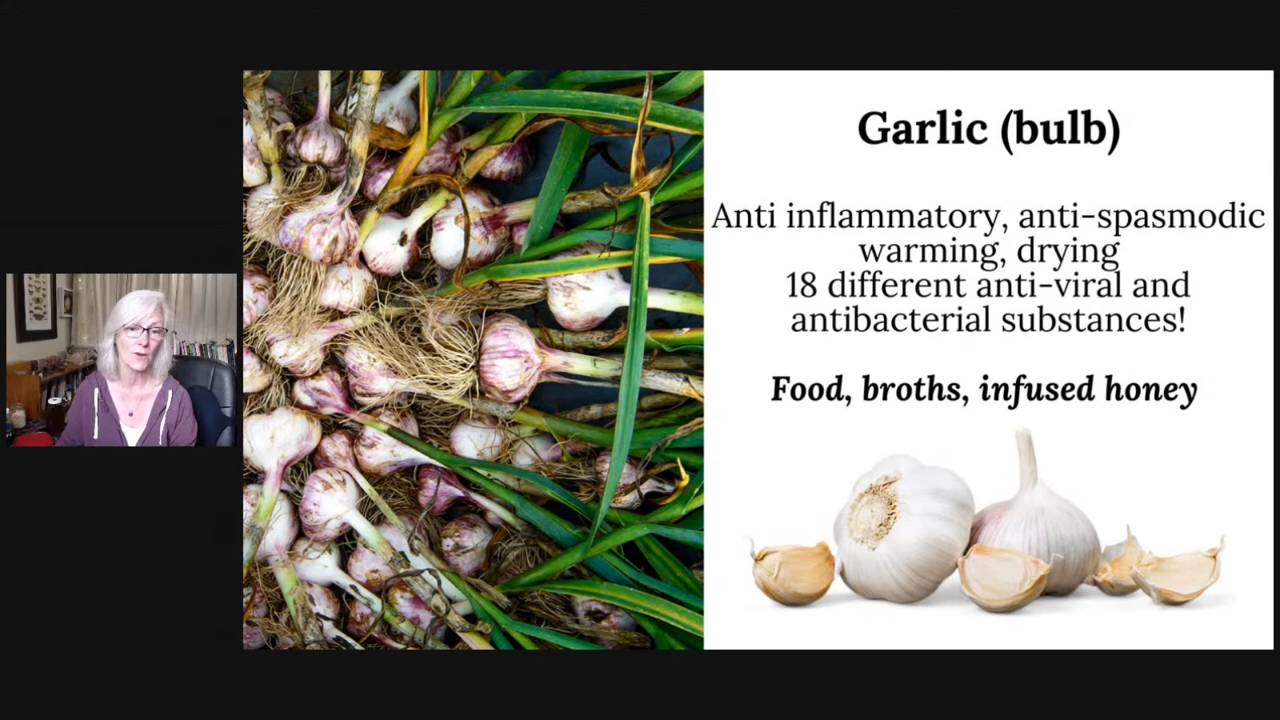 Garlic (bulb)
Anti inflammatory, anti-spasmodic
warming, drying
18 different anti-viral and
antibacterial substances!
Food, broths, infused honey